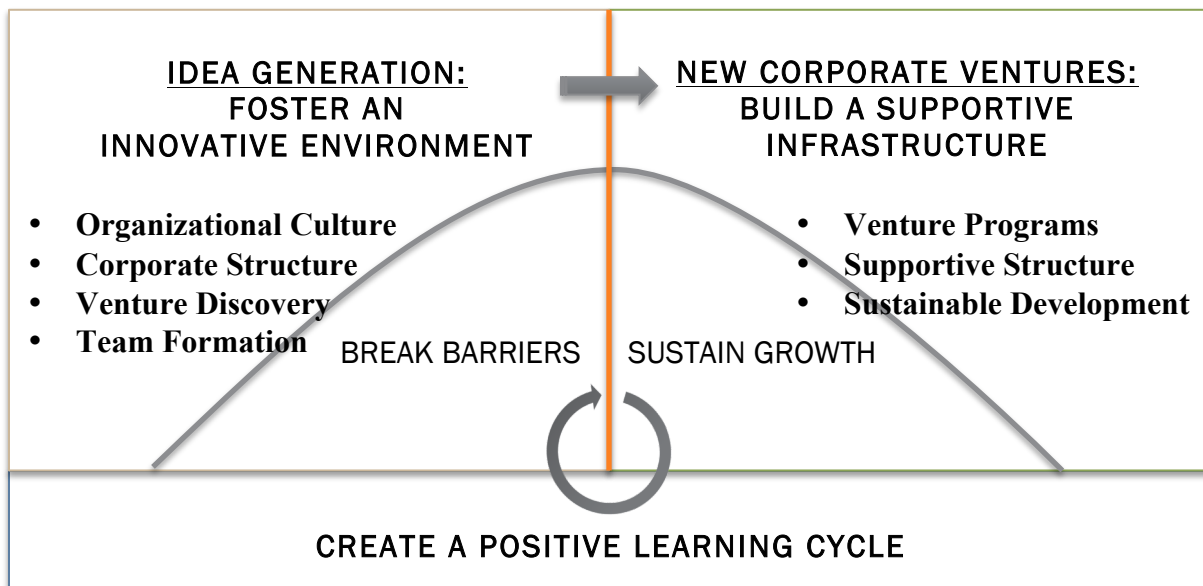 IDEA GENERATION:
FOSTER AN
INNOVATIVE ENVIRONMENT
• Organizational Culture
• Corporate Structure
• Venture Discovery
• Team Formation
BREAK BARRIERS
NEW CORPORATE VENTURES:
BUILD A SUPPORTIVE
INFRASTRUCTURE
• Venture Programs
• Supportive Structure
• Sustainable Development
SUSTAIN GROWTH
CREATE A POSITIVE LEARNING CYCLE